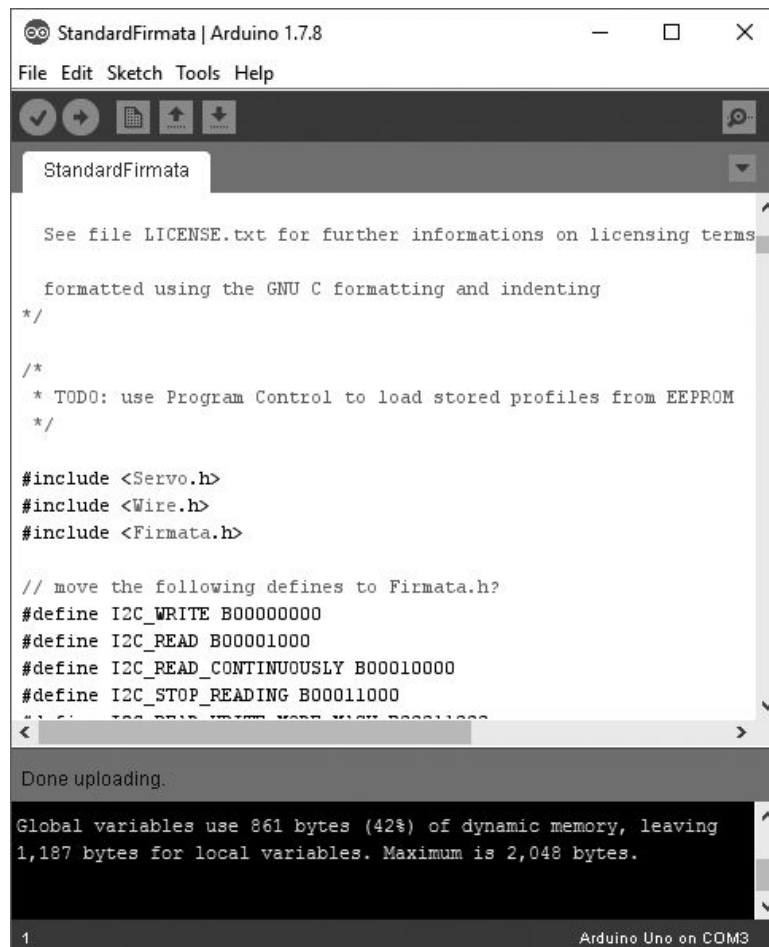 StandardFirmata | Arduino 1.7.8
File Edit Sketch Tools Help
StandardFirmata
See file LICENSE.txt for further informations on licensing terms
formatted using the GNU C formatting and indenting
*/
/*
* TODO: use Program Control to load stored profiles from EEPROM
*/
#include <Servo.h>
#include <Wire.h>
#include <Firmata.h>
// move the following defines to Firmata.h?
#define I2C_WRITE B00000000
#define I2C_READ B00001000
#define I2C_READ_CONTINUOUSLY B00010000
#define I2C_STOP_READING B00011000
Done uploading.
Global variables use 861 bytes (42%) of dynamic memory, leaving
1,187 bytes for local variables. Maximum is 2,048 bytes.
1 Arduino Uno on COM3